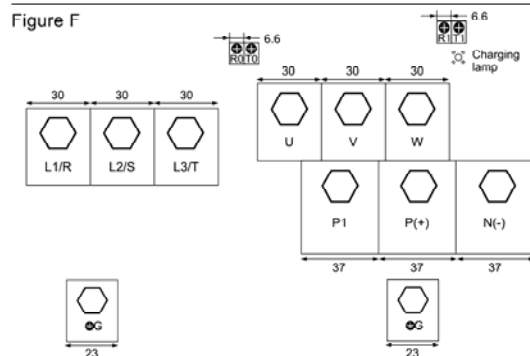 Figure F
6.6
R0 T0
6.6
R1 T1
Charging
lamp
30 30 30
L1/R L2/S L3/T
30 30 30
U V W
P1 P(+) N(-)
37 37 37
G
23
G
23